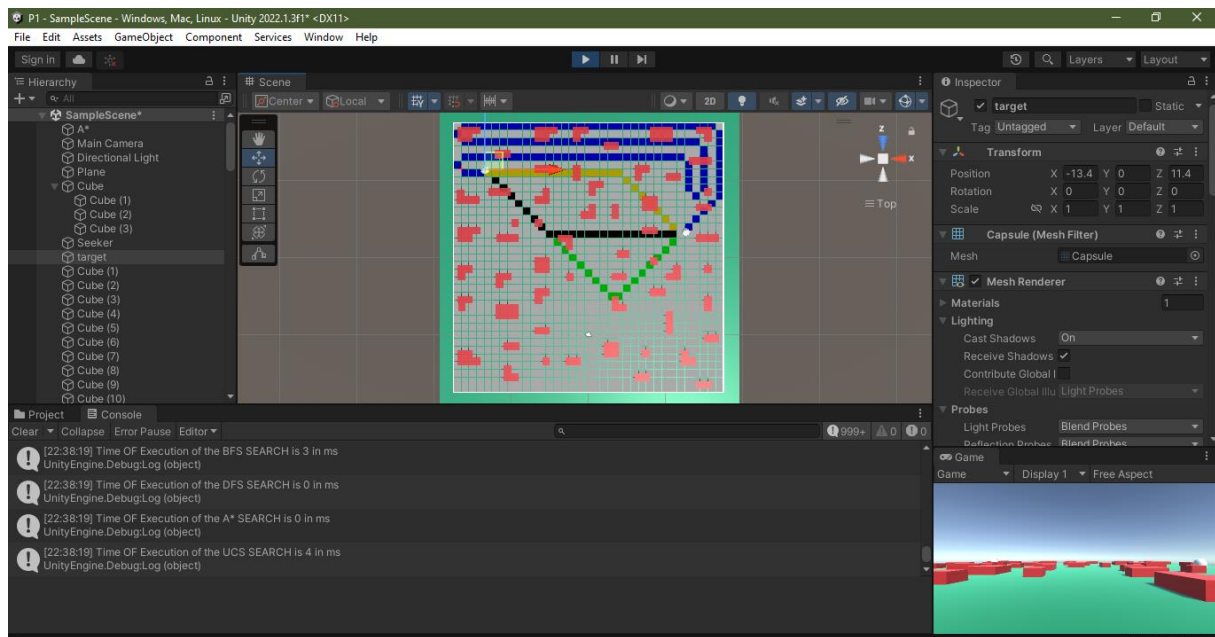 P1 - SampleScene - Windows, Mac, Linux - Unity 2022.1.3f1* <DX11>
File Edit Assets GameObject Component Services Window Help
Sign in
Layers
Layout
Hierarchy
All
SampleScene*
A*
Main Camera
Directional Light
Plane
Cube
Cube (1)
Cube (2)
Cube (3)
Seeker
target
Cube (1)
Cube (2)
Cube (3)
Cube (4)
Cube (5)
Cube (6)
Cube (7)
Cube (8)
Cube (9)
Cube (10)
Scene
Center
Local
2D
z
x
Top
Inspector
target
Static
Tag Untagged Layer Default
Transform
Position X -13.4 Y 0 Z 11.4
Rotation X 0 Y 0 Z 0
Scale X 1 Y 1 Z 1
Capsule (Mesh Filter)
Mesh Capsule
Mesh Renderer
Materials 1
Lighting
Cast Shadows On
Receive Shadows
Contribute Global I
Receive Global Illu Light Probes
Probes
Light Probes Blend Probes
Reflection Probes Blend Probes
Project Console
Clear Collapse Error Pause Editor
999+ 0 0
[22:38:19] Time OF Execution of the BFS SEARCH is 3 in ms
UnityEngine.Debug:Log (object)
[22:38:19] Time OF Execution of the DFS SEARCH is 0 in ms
UnityEngine.Debug:Log (object)
[22:38:19] Time OF Execution of the A* SEARCH is 0 in ms
UnityEngine.Debug:Log (object)
[22:38:19] Time OF Execution of the UCS SEARCH is 4 in ms
UnityEngine.Debug:Log (object)
Game
Game Display 1 Free Aspect